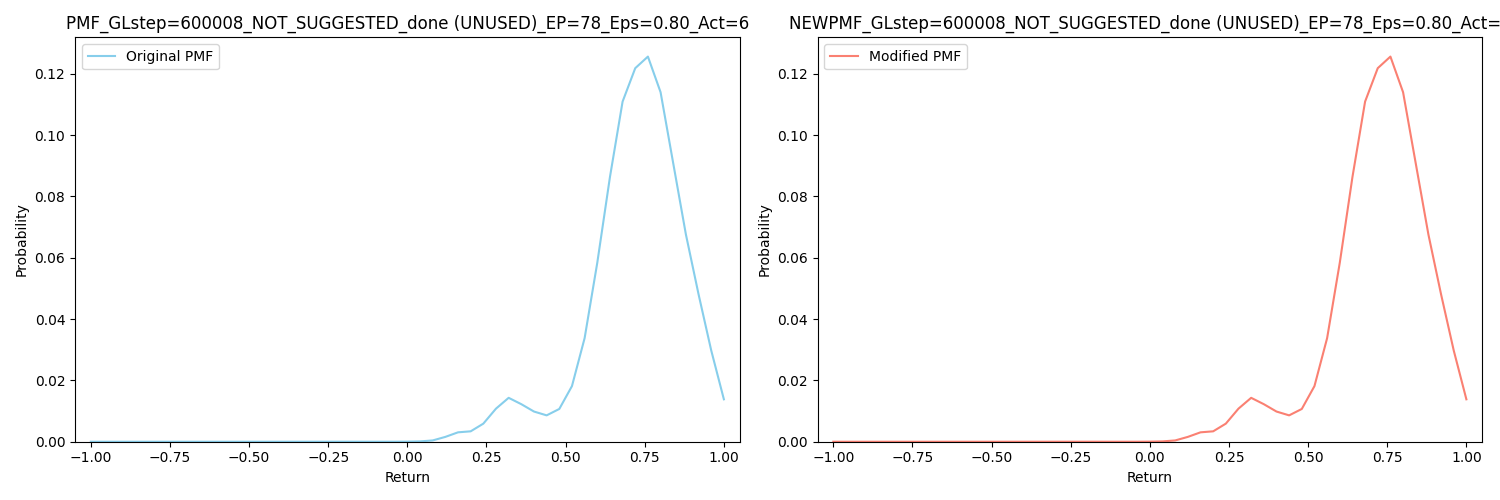 PMF_GLstep=600008_NOT_SUGGESTED_done (UNUSED)_EP=78_Eps=0.80_Act=6
Original PMF
Probability
0.12
0.10
0.08
0.06
0.04
0.02
0.00
−1.00 −0.75 −0.50 −0.25 0.00 0.25 0.50 0.75 1.00
Return
NEWPMF_GLstep=600008_NOT_SUGGESTED_done (UNUSED)_EP=78_Eps=0.80_Act=
Modified PMF
Probability
0.12
0.10
0.08
0.06
0.04
0.02
0.00
−1.00 −0.75 −0.50 −0.25 0.00 0.25 0.50 0.75 1.00
Return